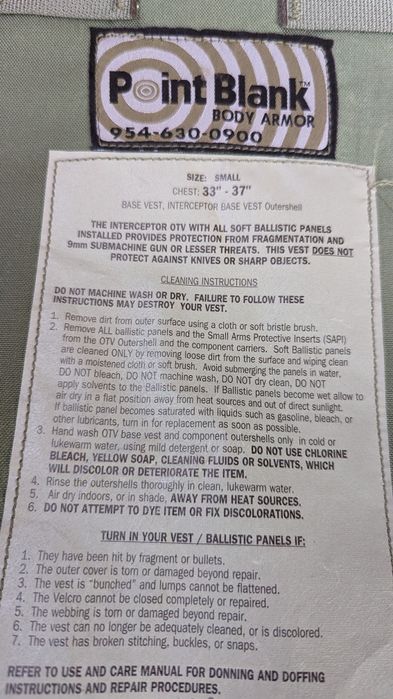 Point Blank™
BODY ARMOR
954-630-0900
SIZE: SMALL
CHEST: 33" - 37"
BASE VEST, INTERCEPTOR BASE VEST Outershell
THE INTERCEPTOR OTV WITH ALL SOFT BALLISTIC PANELS
INSTALLED PROVIDES PROTECTION FROM FRAGMENTATION AND
9mm SUBMACHINE GUN OR LESSER THREATS. THIS VEST DOES NOT
PROTECT AGAINST KNIVES OR SHARP OBJECTS.
CLEANING INSTRUCTIONS
DO NOT MACHINE WASH OR DRY. FAILURE TO FOLLOW THESE
INSTRUCTIONS MAY DESTROY YOUR VEST.
1. Remove dirt from outer surface using a cloth or soft bristle brush.
2. Remove ALL ballistic panels and the Small Arms Protective Inserts (SAPI)
from the OTV Outershell and the component carriers. Soft Ballistic panels
are cleaned ONLY by removing loose dirt from the surface and wiping clean
with a moistened cloth or soft brush. Avoid submerging the panels in water.
DO NOT bleach, DO NOT machine wash, DO NOT dry clean, DO NOT
apply solvents to the Ballistic panels. If Ballistic panels become wet allow to
air dry in a flat position away from heat sources and out of direct sunlight.
If ballistic panel becomes saturated with liquids such as gasoline, bleach, or
other lubricants, turn in for replacement as soon as possible.
3. Hand wash OTV base vest and component outershells only in cold or
lukewarm water, using mild detergent or soap. DO NOT USE CHLORINE
BLEACH, YELLOW SOAP, CLEANING FLUIDS OR SOLVENTS, WHICH
WILL DISCOLOR OR DETERIORATE THE ITEM.
4. Rinse the outershells thoroughly in clean, lukewarm water.
5. Air dry indoors, or in shade, AWAY FROM HEAT SOURCES.
6. DO NOT ATTEMPT TO DYE ITEM OR FIX DISCOLORATIONS.
TURN IN YOUR VEST / BALLISTIC PANELS IF:
1. They have been hit by fragment or bullets.
2. The outer cover is torn or damaged beyond repair.
3. The vest is "bunched" and lumps cannot be flattened.
4. The Velcro cannot be closed completely or repaired.
5. The webbing is torn or damaged beyond repair.
6. The vest can no longer be adequately cleaned, or is discolored.
7. The vest has broken stitching, buckles, or snaps.
REFER TO USE AND CARE MANUAL FOR DONNING AND DOFFING
INSTRUCTIONS AND REPAIR PROCEDURES.